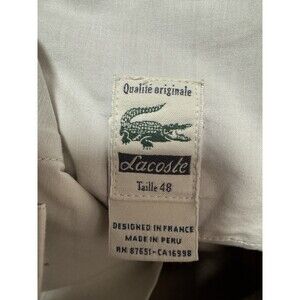 Qualité originale
Lacoste
Taille 48
DESIGNED IN FRANCE
MADE IN PERU
RN 87651-CA16998